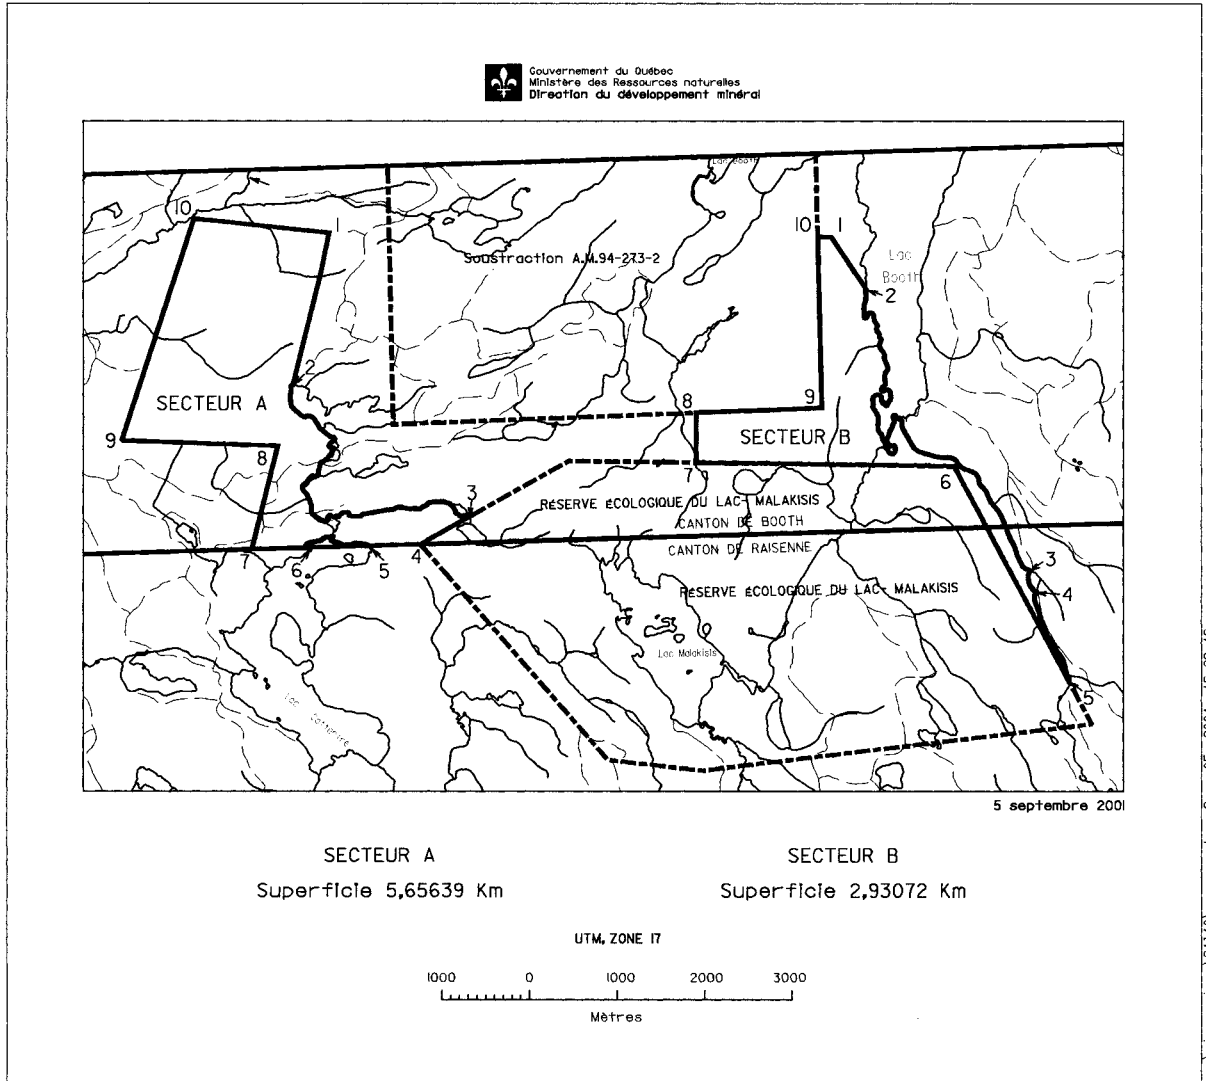 Gouvernement du Québec
Ministère des Ressources naturelles
Direction du développement minéral
Lac Booth
10
1
10
1
Soustraction A.M.94-273-2
Lac
Booth
2
2
SECTEUR A
8
9
9
8
SECTEUR B
7
6
3
RÉSERVE ÉCOLOGIQUE DU LAC- MALAKISIS
CANTON DE BOOTH
CANTON DE RAISENNE
7
6
5
4
3
RÉSERVE ÉCOLOGIQUE DU LAC- MALAKISIS
4
Lac Malakisis
Lac
5
5 septembre 2001
SECTEUR A
SECTEUR B
Superficie 5,65639 Km
Superficie 2,93072 Km
UTM, ZONE 17
1000 0 1000 2000 3000
Mètres